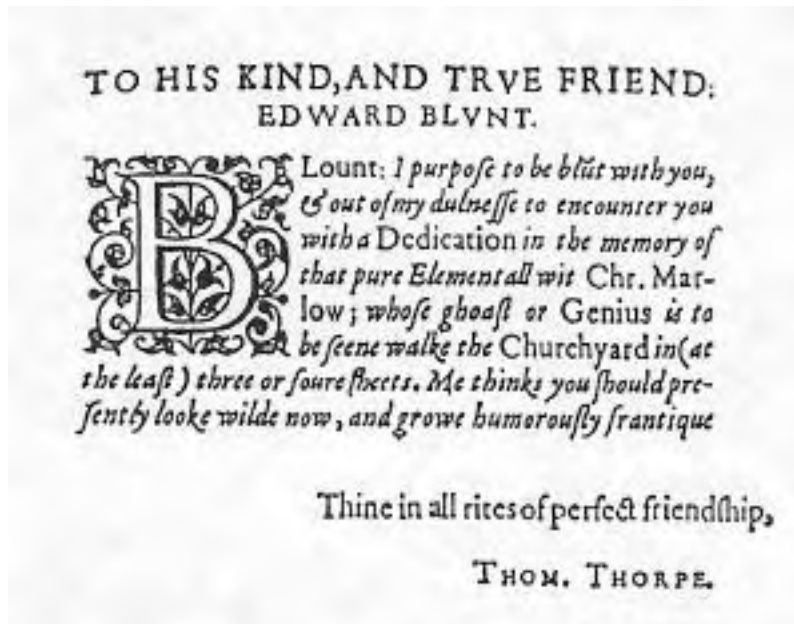 TO HIS KIND, AND TRVE FRIEND:
EDWARD BLVNT.
BLount: I purpoſe to be blũt with you,
& out of my dulneſſe to encounter you
with a Dedication in the memory of
that pure Elementall wit Chr. Mar-
low; whoſe ghoaſt or Genius is to
be ſeene walke the Churchyard in (at
the leaſt) three or foure ſheets. Me thinks you ſhould pre-
ſently looke wilde now, and growe humorouſly frantique
Thine in all rites of perfect friendſhip,
THOM. THORPE.